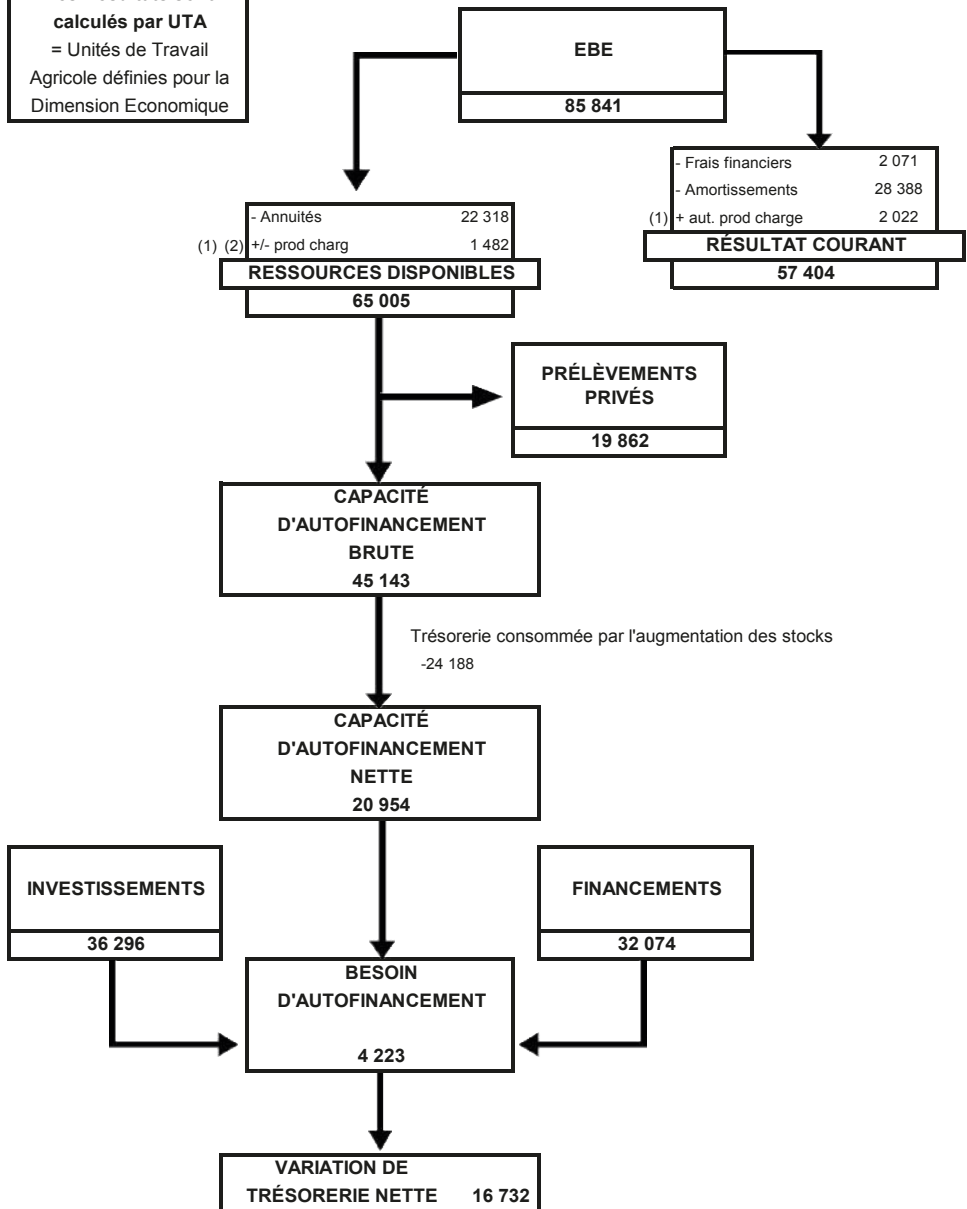 calculés par UTA
= Unités de Travail
Agricole définies pour la
Dimension Economique
EBE
85 841
- Frais financiers 2 071
- Amortissements 28 388
(1) + aut. prod charge 2 022
RÉSULTAT COURANT
57 404
- Annuités 22 318
(1) (2) +/- prod charg 1 482
RESSOURCES DISPONIBLES
65 005
PRÉLÈVEMENTS
PRIVÉS
19 862
CAPACITÉ
D'AUTOFINANCEMENT
BRUTE
45 143
Trésorerie consommée par l'augmentation des stocks
-24 188
CAPACITÉ
D'AUTOFINANCEMENT
NETTE
20 954
INVESTISSEMENTS
36 296
FINANCEMENTS
32 074
BESOIN
D'AUTOFINANCEMENT
4 223
VARIATION DE
TRÉSORERIE NETTE 16 732